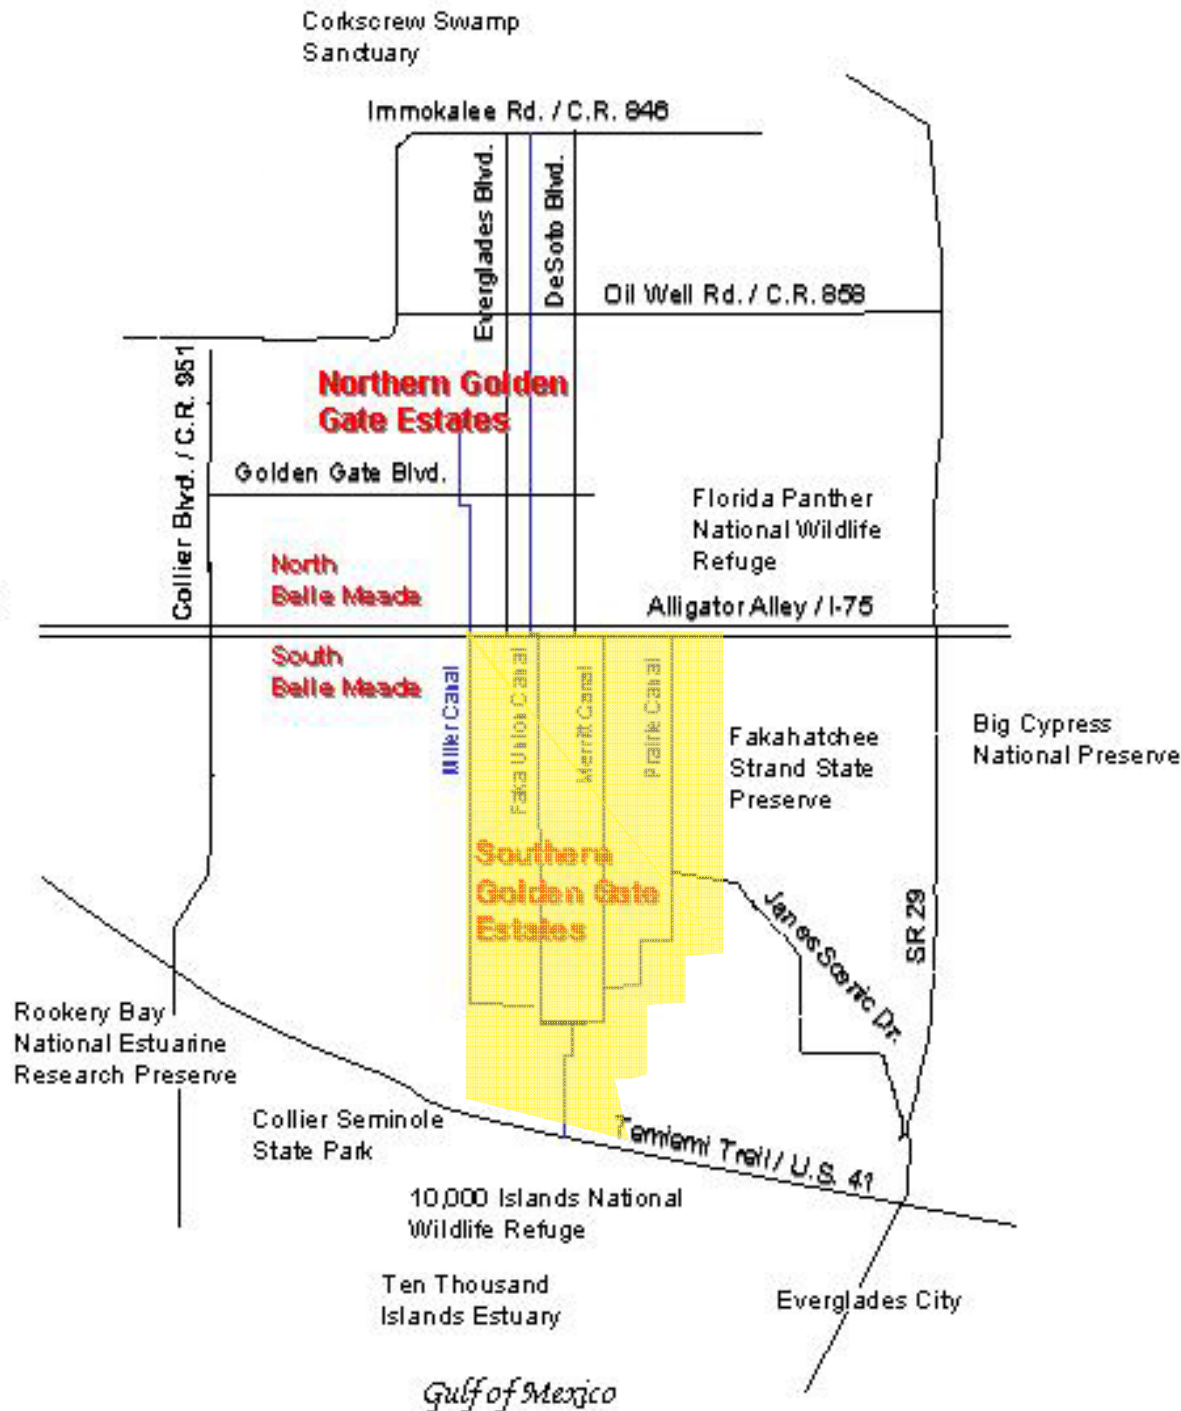 Corkscrew Swamp
Sanctuary
Immokalee Rd. / C.R. 846
Everglades Blvd.
DeSoto Blvd.
Oil Well Rd. / C.R. 858
Collier Blvd. / C.R. 951
Northern Golden
Gate Estates
Golden Gate Blvd.
Florida Panther
National Wildlife
Refuge
North
Belle Meade
Alligator Alley / I-75
South
Belle Meade
Miller Canal
Faka Union Canal
Merritt Canal
Prairie Canal
Fakahatchee
Strand State
Preserve
Big Cypress
National Preserve
Southern
Golden Gate
Estates
Janes Scenic Dr.
SR 29
Rookery Bay
National Estuarine
Research Preserve
Collier Seminole
State Park
Tamiami Trail / U.S. 41
10,000 Islands National
Wildlife Refuge
Ten Thousand
Islands Estuary
Everglades City
Gulf of Mexico